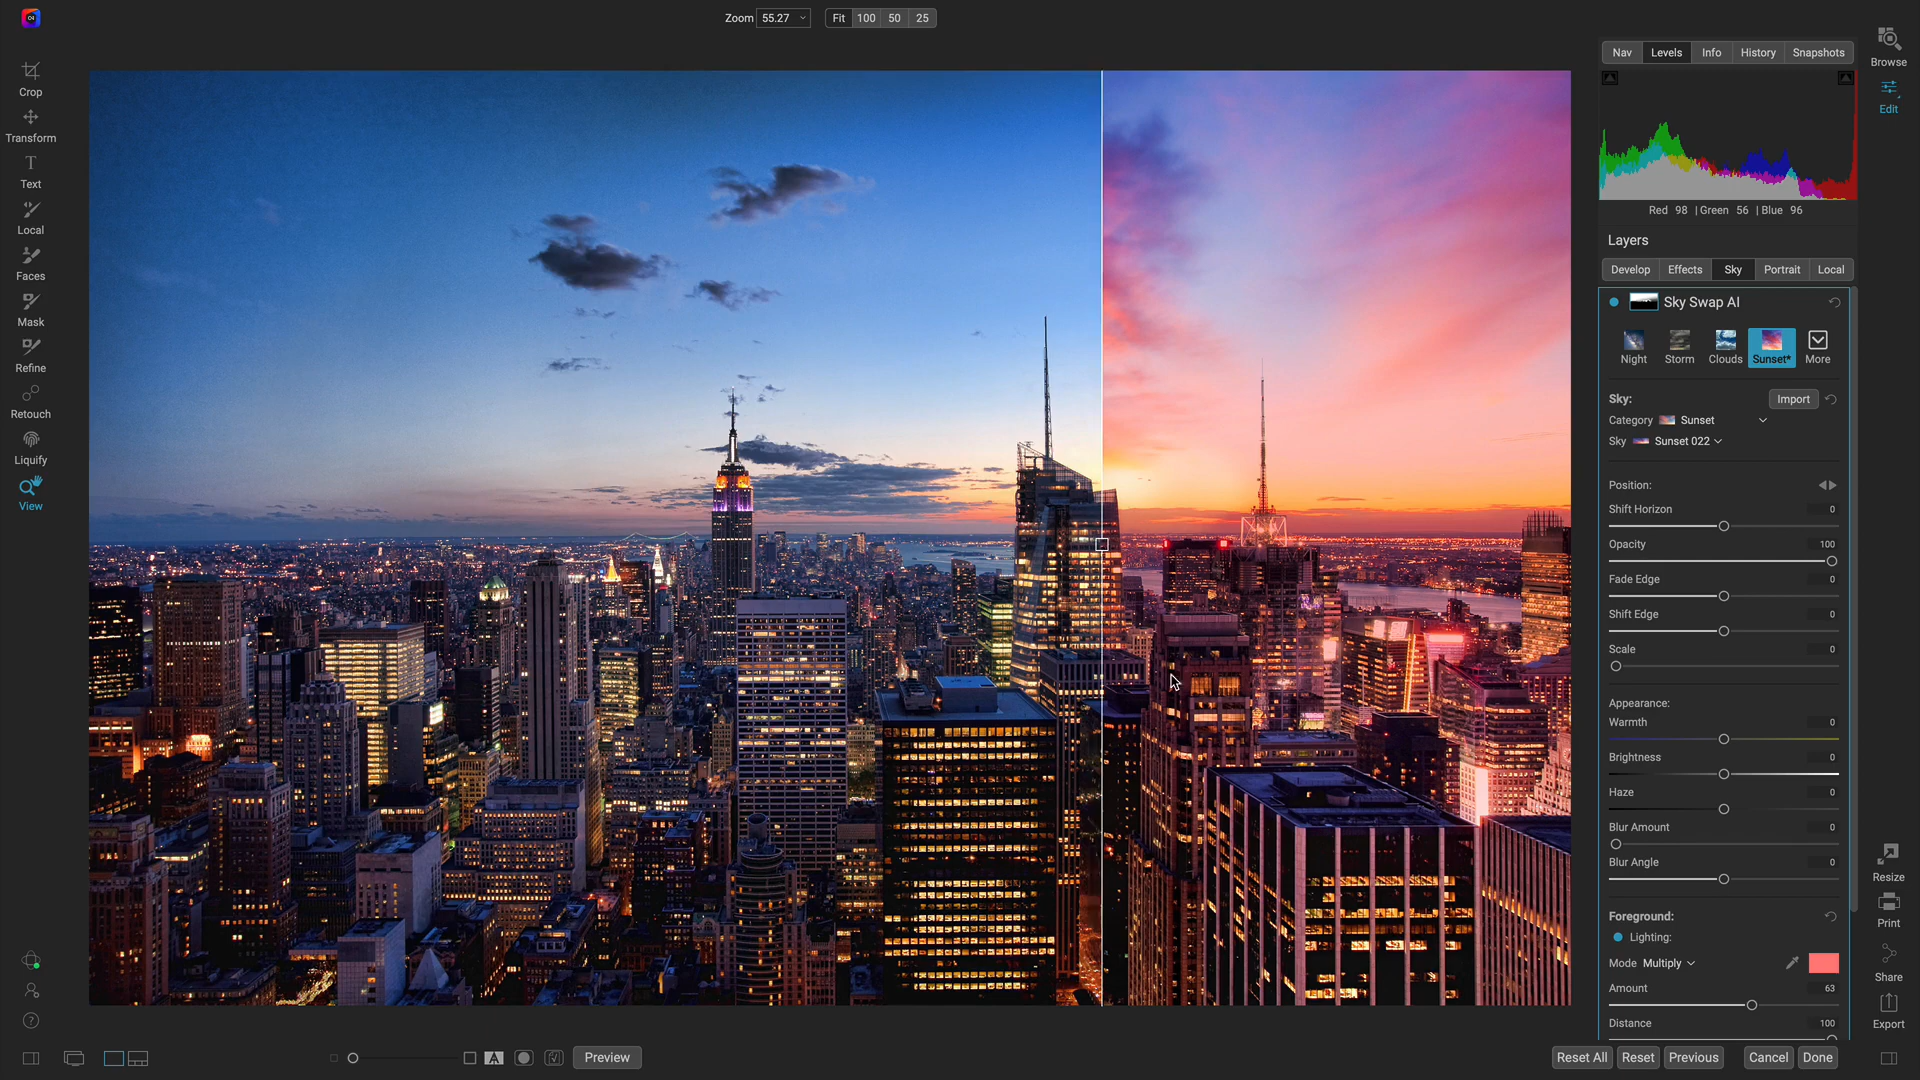 Zoom 55.27 Fit 100 50 25
Crop
Transform
Text
Local
Faces
Mask
Refine
Retouch
Liquify
View
Nav Levels Info History Snapshots
Browse
Edit
Red 98 | Green 56 | Blue 96
Layers
Develop Effects Sky Portrait Local
Sky Swap AI
Night Storm Clouds Sunset* More
Sky: Import
Category Sunset
Sky Sunset 022
Position:
Shift Horizon 0
Opacity 100
Fade Edge 0
Shift Edge 0
Scale 0
Appearance:
Warmth 0
Brightness 0
Haze 0
Blur Amount 0
Blur Angle 0
Foreground:
Lighting:
Mode Multiply
Amount 63
Distance 100
Resize
Print
Share
Export
?
A
Preview
Reset All Reset Previous Cancel Done